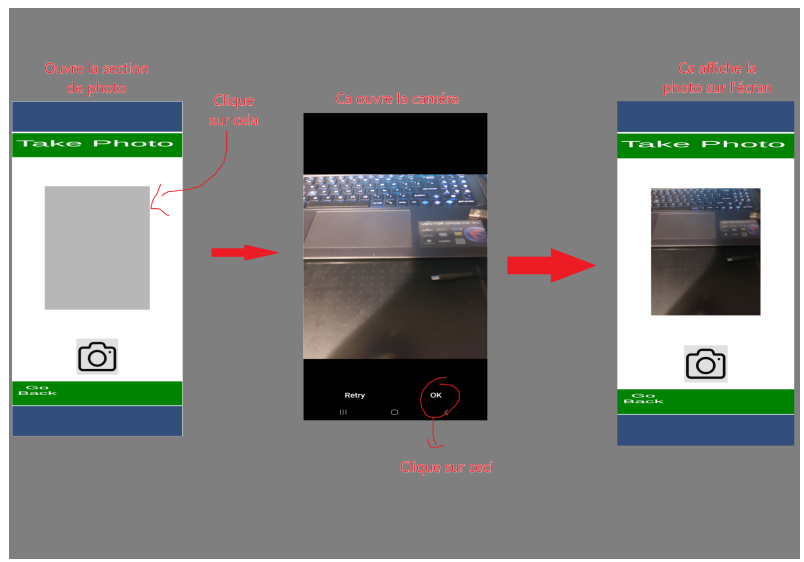 Ouvre la section
de photo
Clique
sur cela
Ca ouvre la caméra
Ca affiche la
photo sur l'écran
Take Photo
Go
Back
Retry
OK
Clique sur ceci
Take Photo
Go
Back